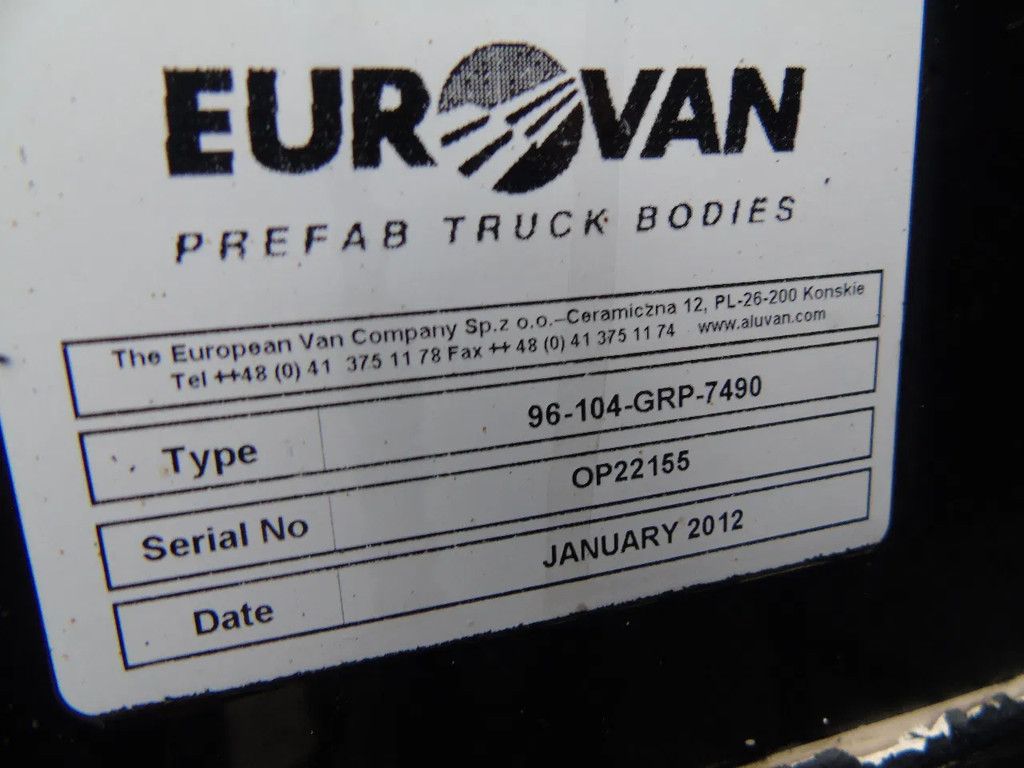 EUROVAN
PREFAB TRUCK BODIES
The European Van Company Sp.z o.o.–Ceramiczna 12, PL-26-200 Konskie
Tel ++48 (0) 41 375 11 78 Fax ++ 48 (0) 41 375 11 74 www.aluvan.com
Type 96-104-GRP-7490
Serial No OP22155
Date JANUARY 2012